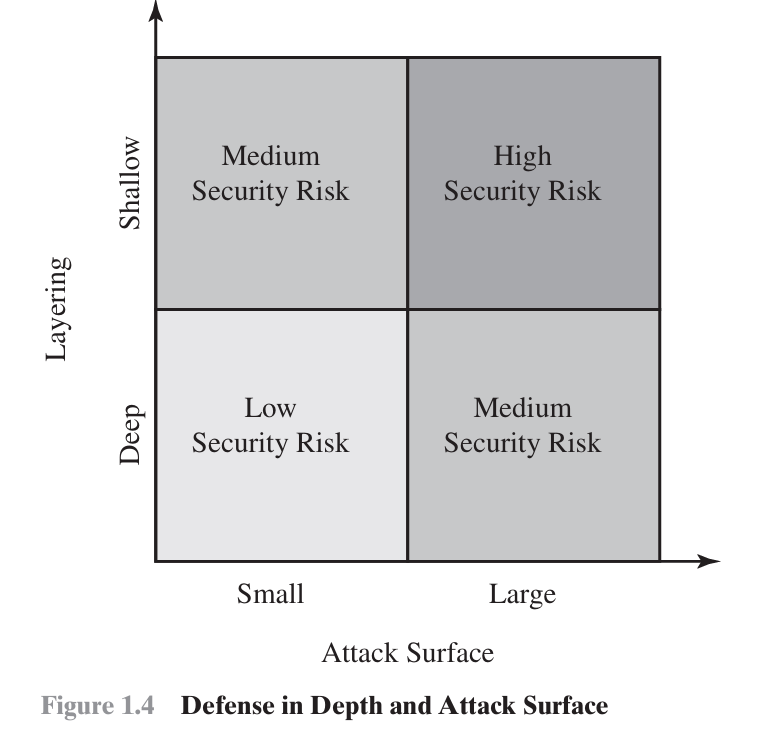 Layering
Shallow
Medium
Security Risk
High
Security Risk
Deep
Low
Security Risk
Medium
Security Risk
Small
Large
Attack Surface
Figure 1.4 Defense in Depth and Attack Surface